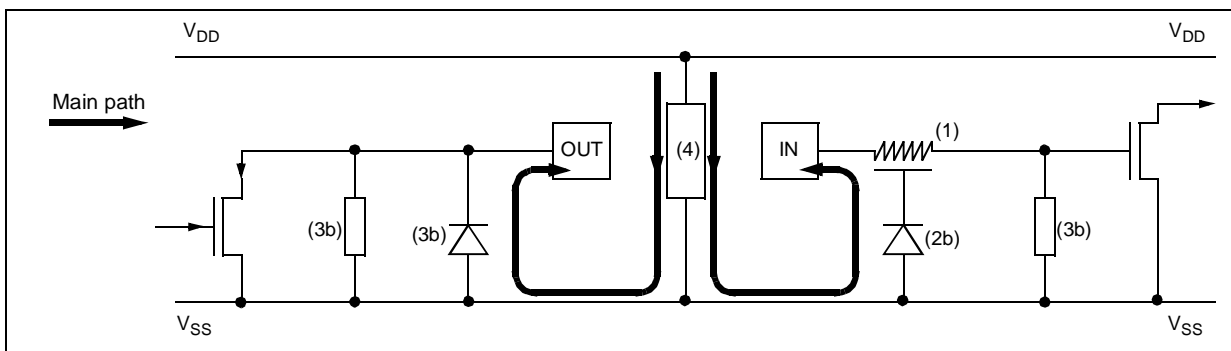 VDD
VDD
Main path
OUT
(4)
IN
(1)
(3b)
(3b)
(2b)
(3b)
VSS
VSS